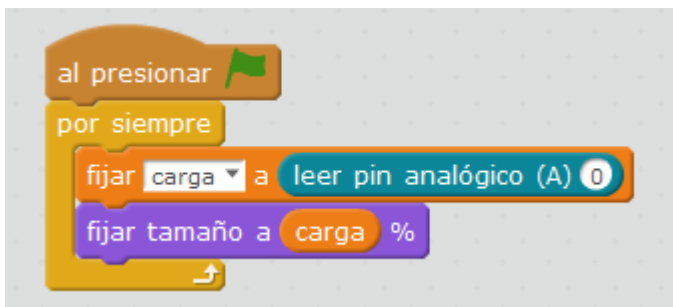 al presionar
por siempre
fijar carga a leer pin analógico (A) 0
fijar tamaño a carga %